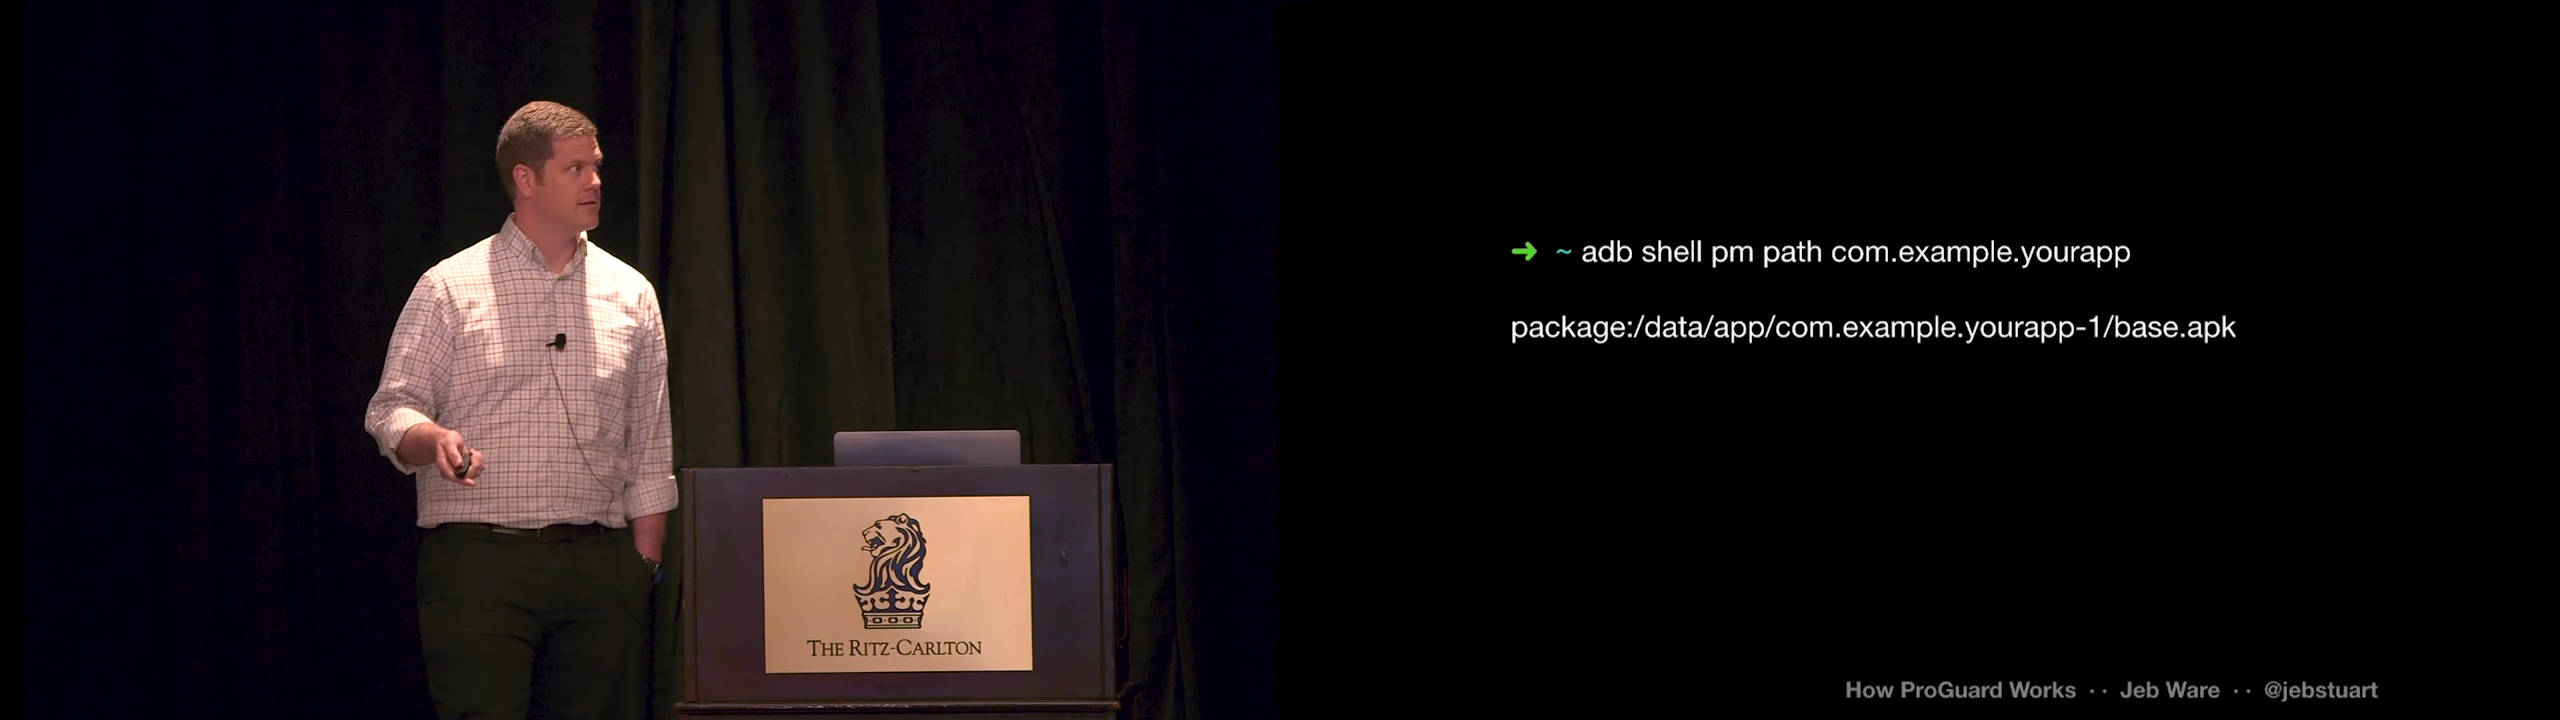 ➜ ~ adb shell pm path com.example.yourapp
package:/data/app/com.example.yourapp-1/base.apk
THE RITZ-CARLTON
How ProGuard Works ·· Jeb Ware ·· @jebstuart